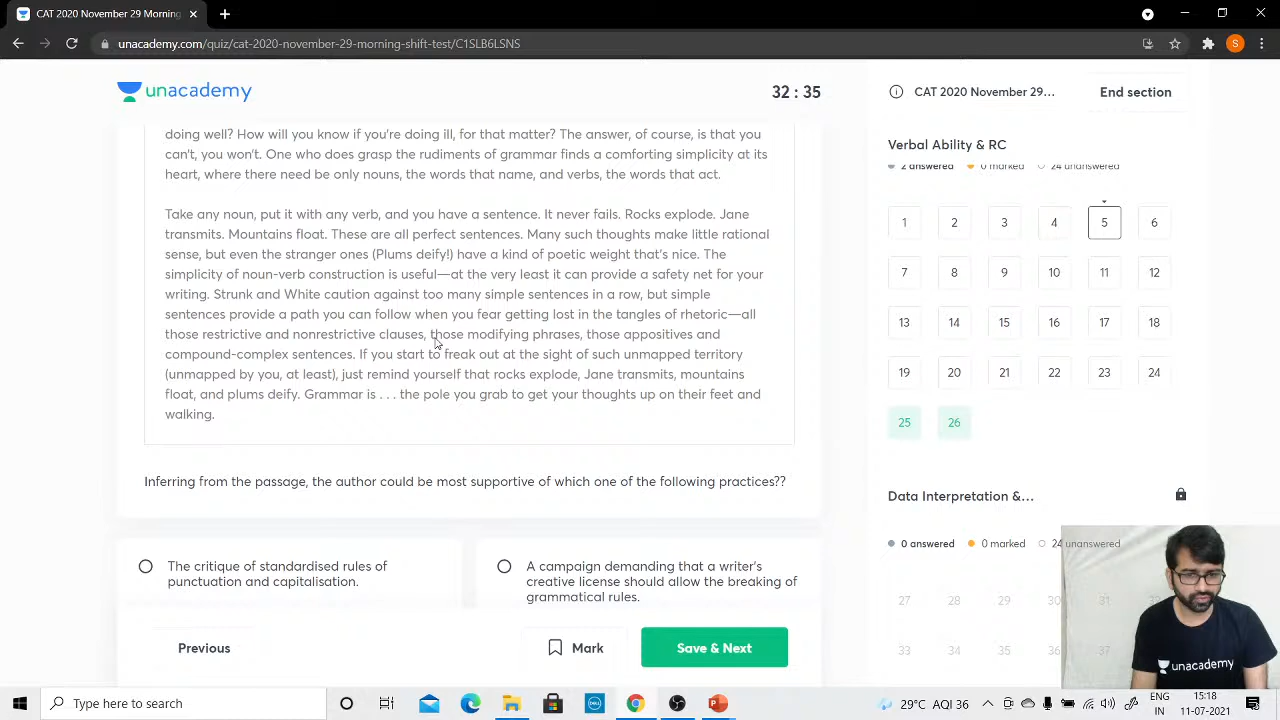 CAT 2020 November 29 Morning
unacademy.com/quiz/cat-2020-november-29-morning-shift-test/C1SLB6LSNS
S
unacademy
32 : 35
CAT 2020 November 29...
End section
doing well? How will you know if you're doing ill, for that matter? The answer, of course, is that you
can't, you won't. One who does grasp the rudiments of grammar finds a comforting simplicity at its
heart, where there need be only nouns, the words that name, and verbs, the words that act.
Take any noun, put it with any verb, and you have a sentence. It never fails. Rocks explode. Jane
transmits. Mountains float. These are all perfect sentences. Many such thoughts make little rational
sense, but even the stranger ones (Plums deify!) have a kind of poetic weight that's nice. The
simplicity of noun-verb construction is useful—at the very least it can provide a safety net for your
writing. Strunk and White caution against too many simple sentences in a row, but simple
sentences provide a path you can follow when you fear getting lost in the tangles of rhetoric—all
those restrictive and nonrestrictive clauses, those modifying phrases, those appositives and
compound-complex sentences. If you start to freak out at the sight of such unmapped territory
(unmapped by you, at least), just remind yourself that rocks explode, Jane transmits, mountains
float, and plums deify. Grammar is . . . the pole you grab to get your thoughts up on their feet and
walking.
Inferring from the passage, the author could be most supportive of which one of the following practices??
The critique of standardised rules of
punctuation and capitalisation.
A campaign demanding that a writer's
creative license should allow the breaking of
grammatical rules.
Previous
Mark
Save & Next
Verbal Ability & RC
2 answered 0 marked 24 unanswered
1 2 3 4 5 6
7 8 9 10 11 12
13 14 15 16 17 18
19 20 21 22 23 24
25 26
Data Interpretation &...
0 answered 0 marked 24 unanswered
27 28 29 30 31
33 34 35 36 37
unacademy
Type here to search
DELL
29°C AQI 36
ENG
IN
15:18
11-07-2021